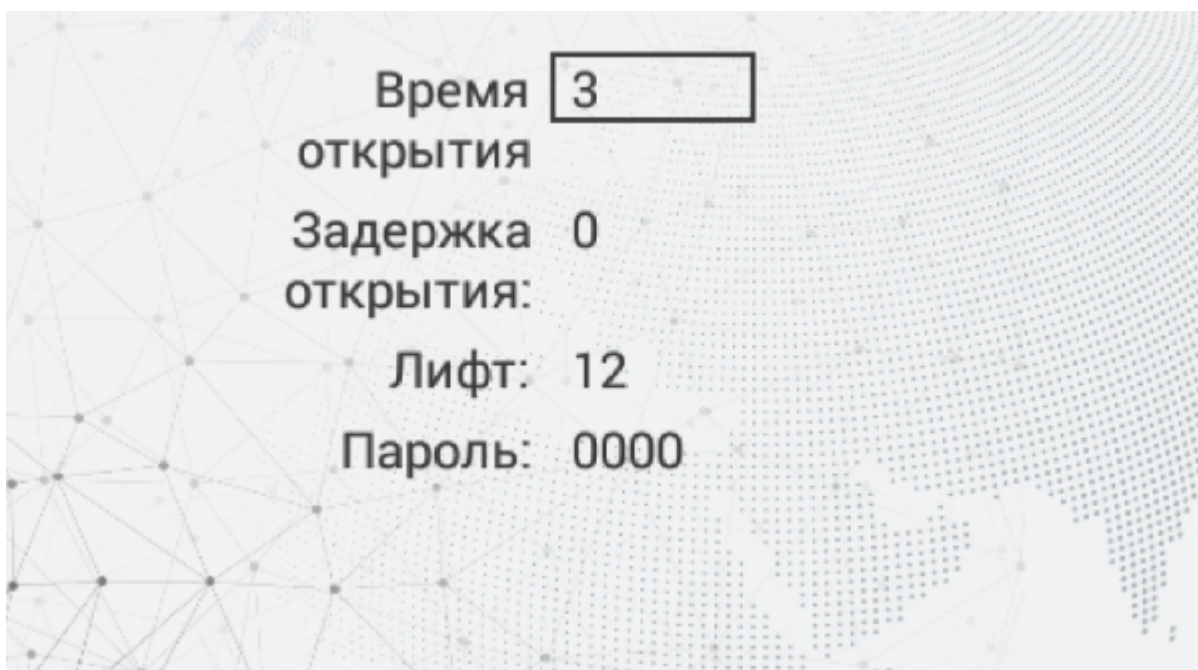 Время 3
открытия
Задержка 0
открытия:
Лифт: 12
Пароль: 0000